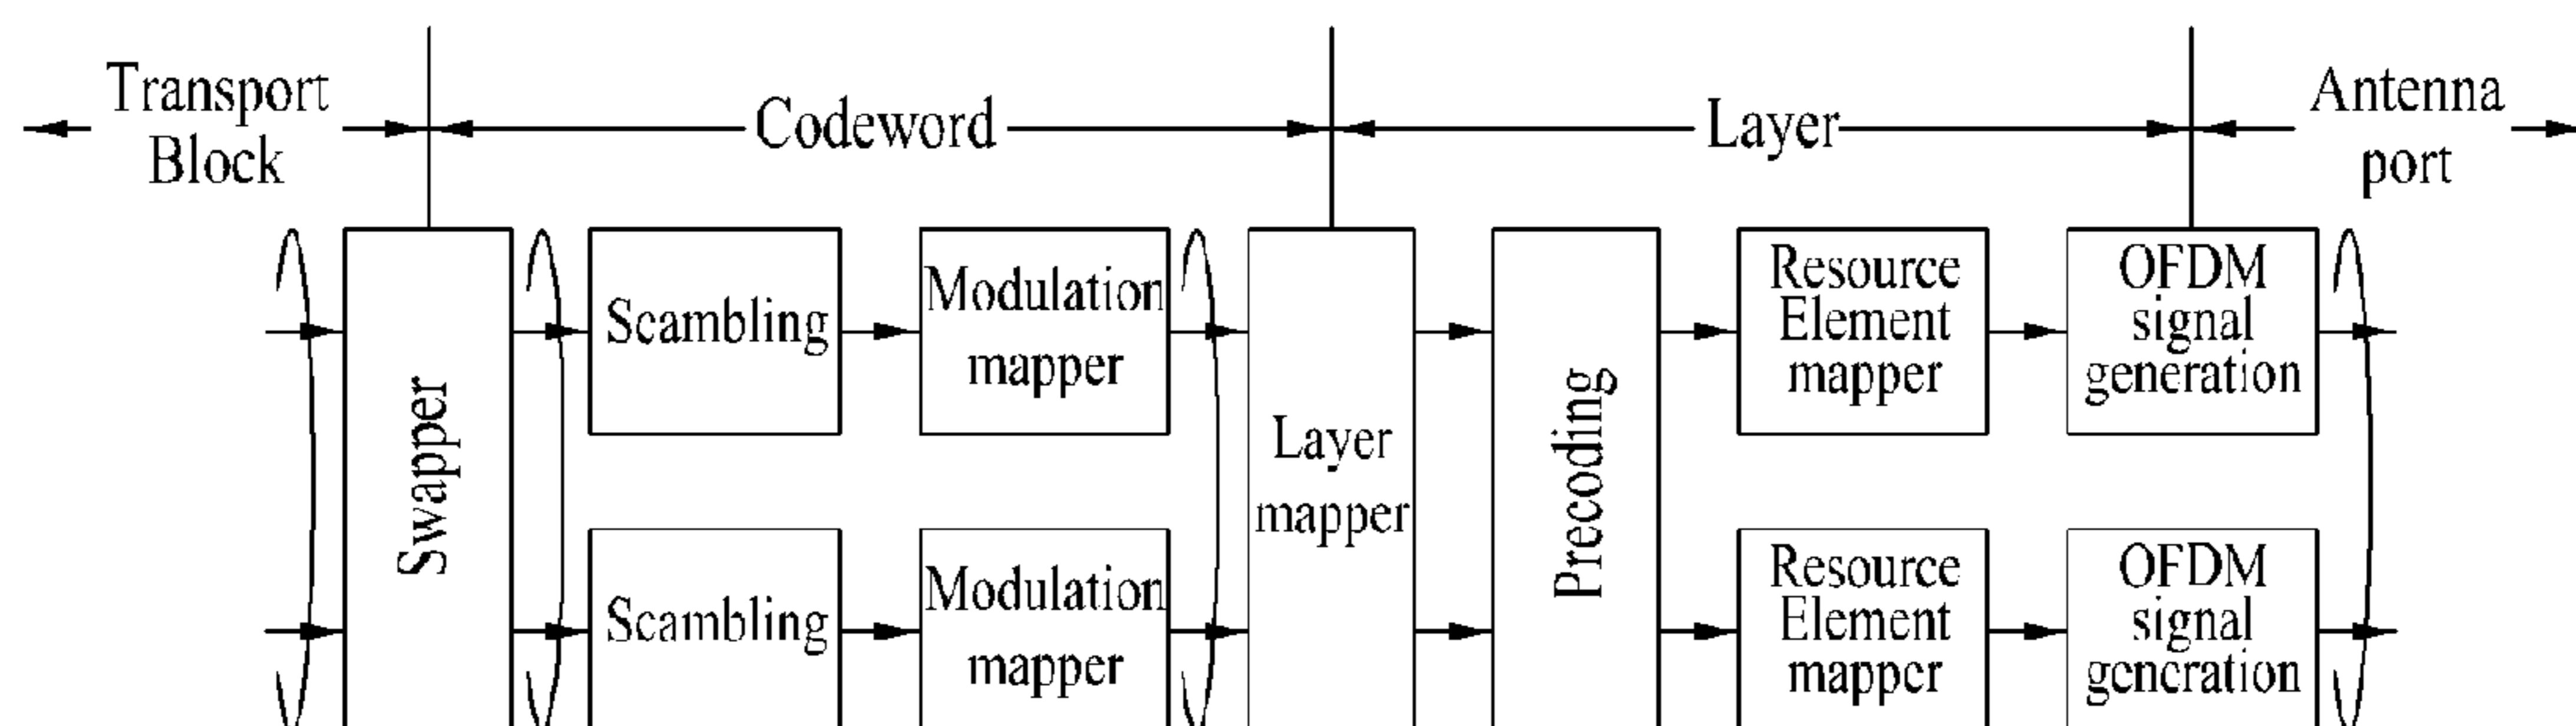 Transport
Block
Codeword
Layer
Antenna
port
Swapper
Scambling
Modulation
mapper
Layer
mapper
Precoding
Resource
Element
mapper
OFDM
signal
generation
Scambling
Modulation
mapper
Resource
Element
mapper
OFDM
signal
generation